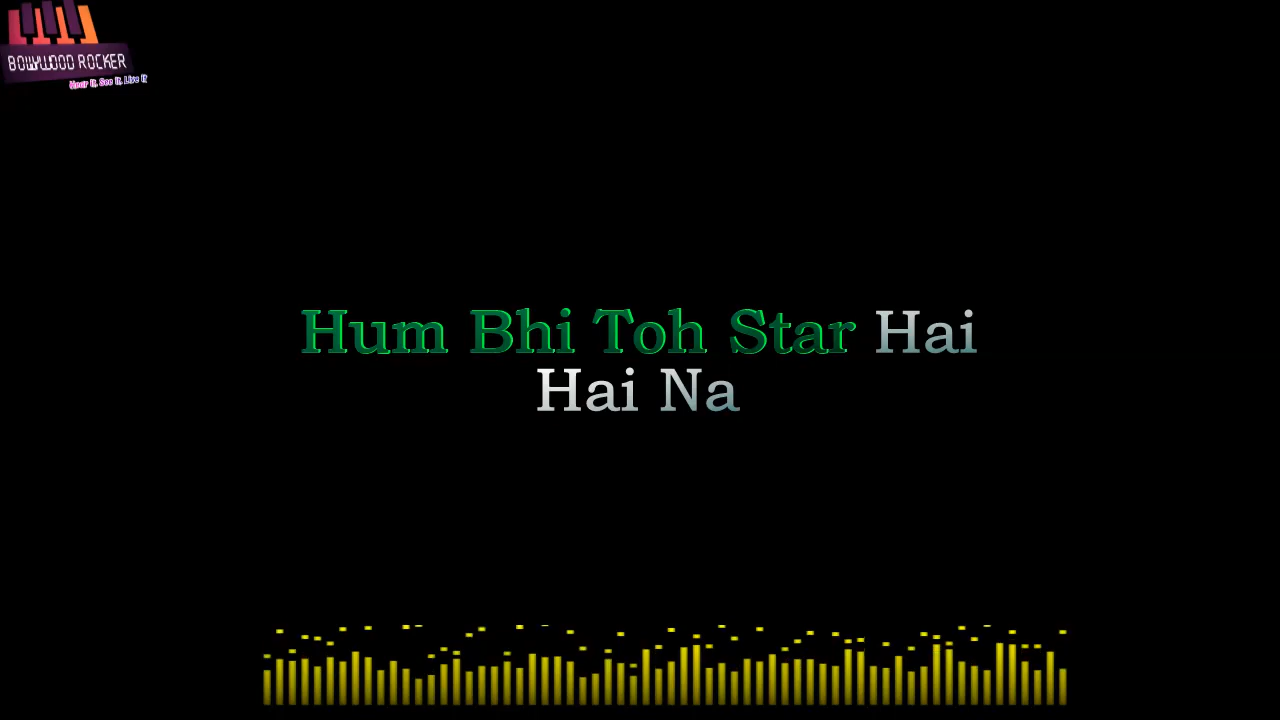 BOLLYWOOD ROCKER
Hear It. See It. Live It
Hum Bhi Toh Star Hai
Hai Na